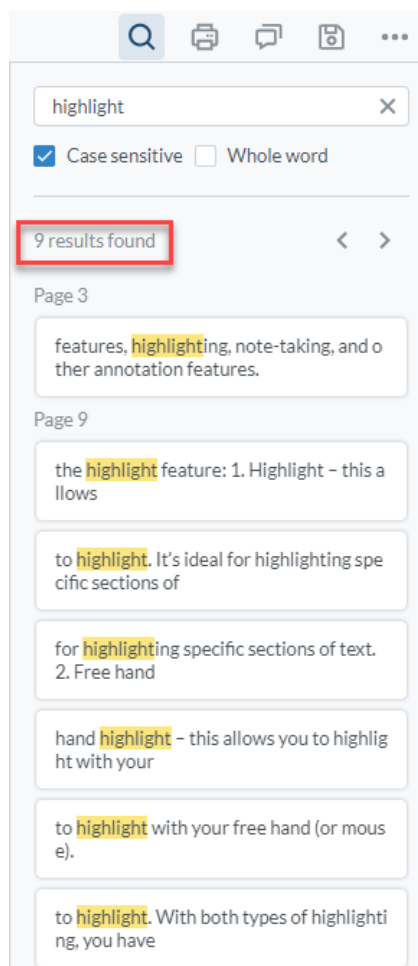 highlight
Case sensitive Whole word
9 results found
Page 3
features, highlighting, note-taking, and o
ther annotation features.
Page 9
the highlight feature: 1. Highlight – this a
llows
to highlight. It's ideal for highlighting spe
cific sections of
for highlighting specific sections of text.
2. Free hand
hand highlight – this allows you to highlig
ht with your
to highlight with your free hand (or mous
e).
to highlight. With both types of highlighti
ng, you have